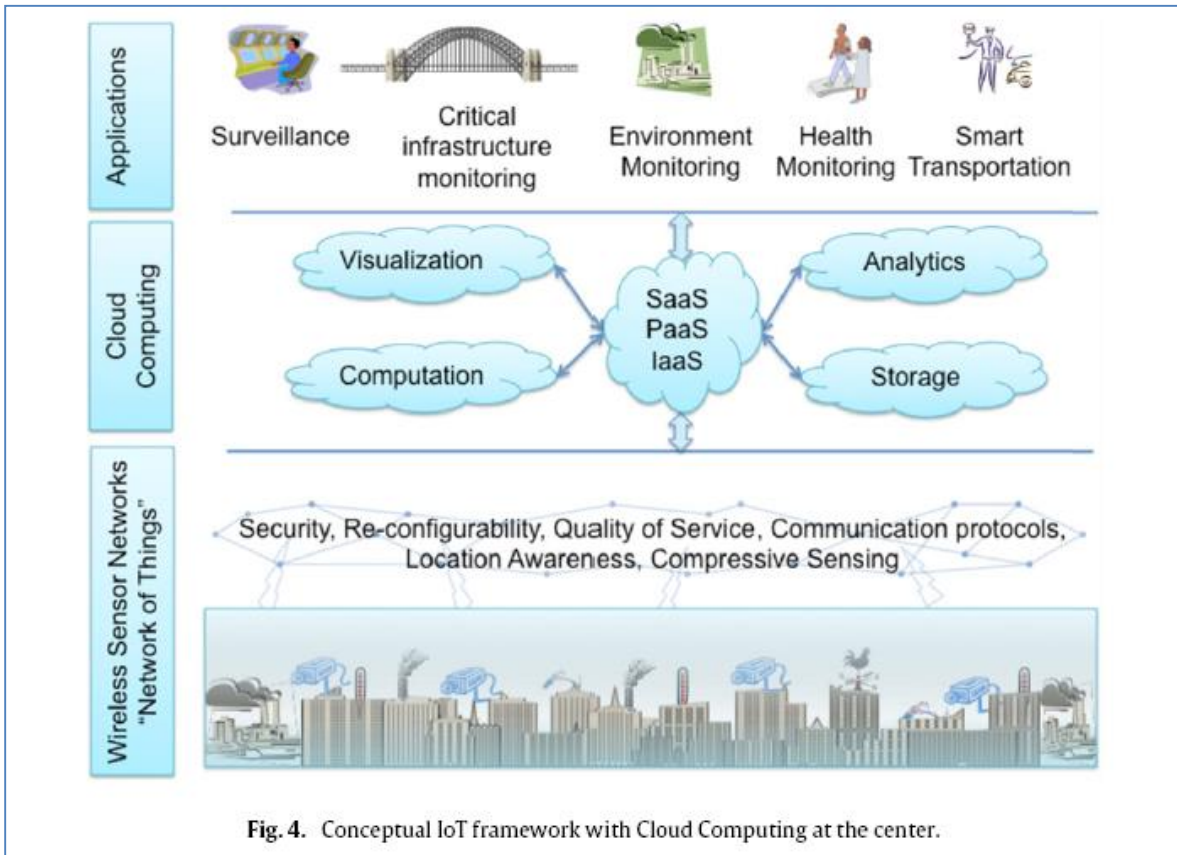 Applications
Surveillance
Critical
infrastructure
monitoring
Environment
Monitoring
Health
Monitoring
Smart
Transportation
Cloud
Computing
Visualization
Computation
SaaS
PaaS
IaaS
Analytics
Storage
Wireless Sensor Networks
"Network of Things"
Security, Re-configurability, Quality of Service, Communication protocols,
Location Awareness, Compressive Sensing
Fig. 4. Conceptual IoT framework with Cloud Computing at the center.